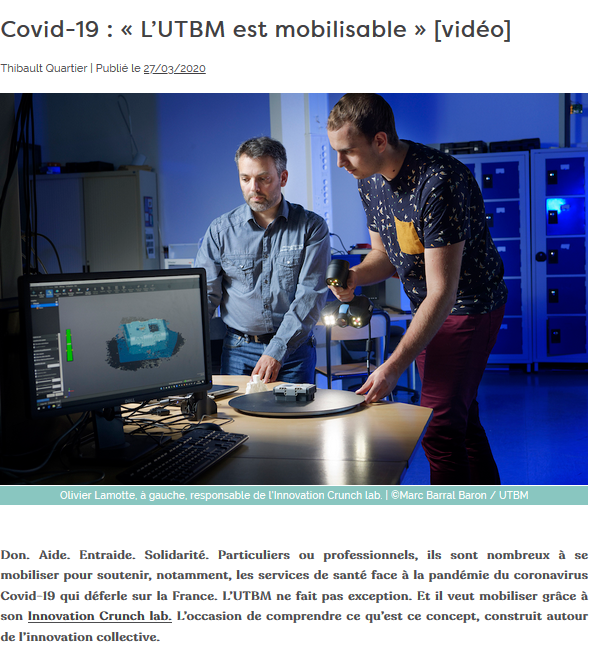 Covid-19 : « L’UTBM est mobilisable » [vidéo]
Thibault Quartier | Publié le 27/03/2020
Olivier Lamotte, à gauche, responsable de l'Innovation Crunch lab. | ©Marc Barral Baron / UTBM
Don. Aide. Entraide. Solidarité. Particuliers ou professionnels, ils sont nombreux à se
mobiliser pour soutenir, notamment, les services de santé face à la pandémie du coronavirus
Covid-19 qui déferle sur la France. L’UTBM ne fait pas exception. Et il veut mobiliser grâce à
son Innovation Crunch lab. L’occasion de comprendre ce qu’est ce concept, construit autour
de l’innovation collective.